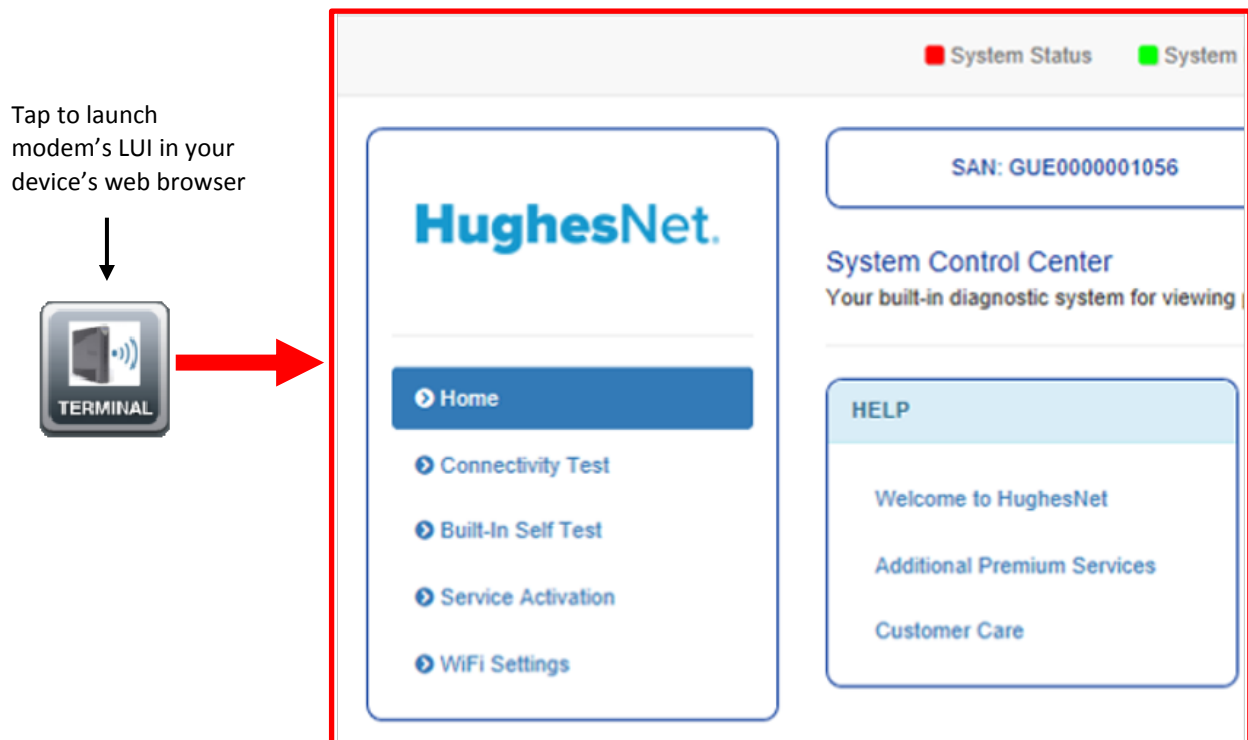 Tap to launch
modem's LUI in your
device's web browser
TERMINAL
System Status
System
HughesNet.
Home
Connectivity Test
Built-In Self Test
Service Activation
WiFi Settings
SAN: GUE0000001056
System Control Center
Your built-in diagnostic system for viewing
HELP
Welcome to HughesNet
Additional Premium Services
Customer Care